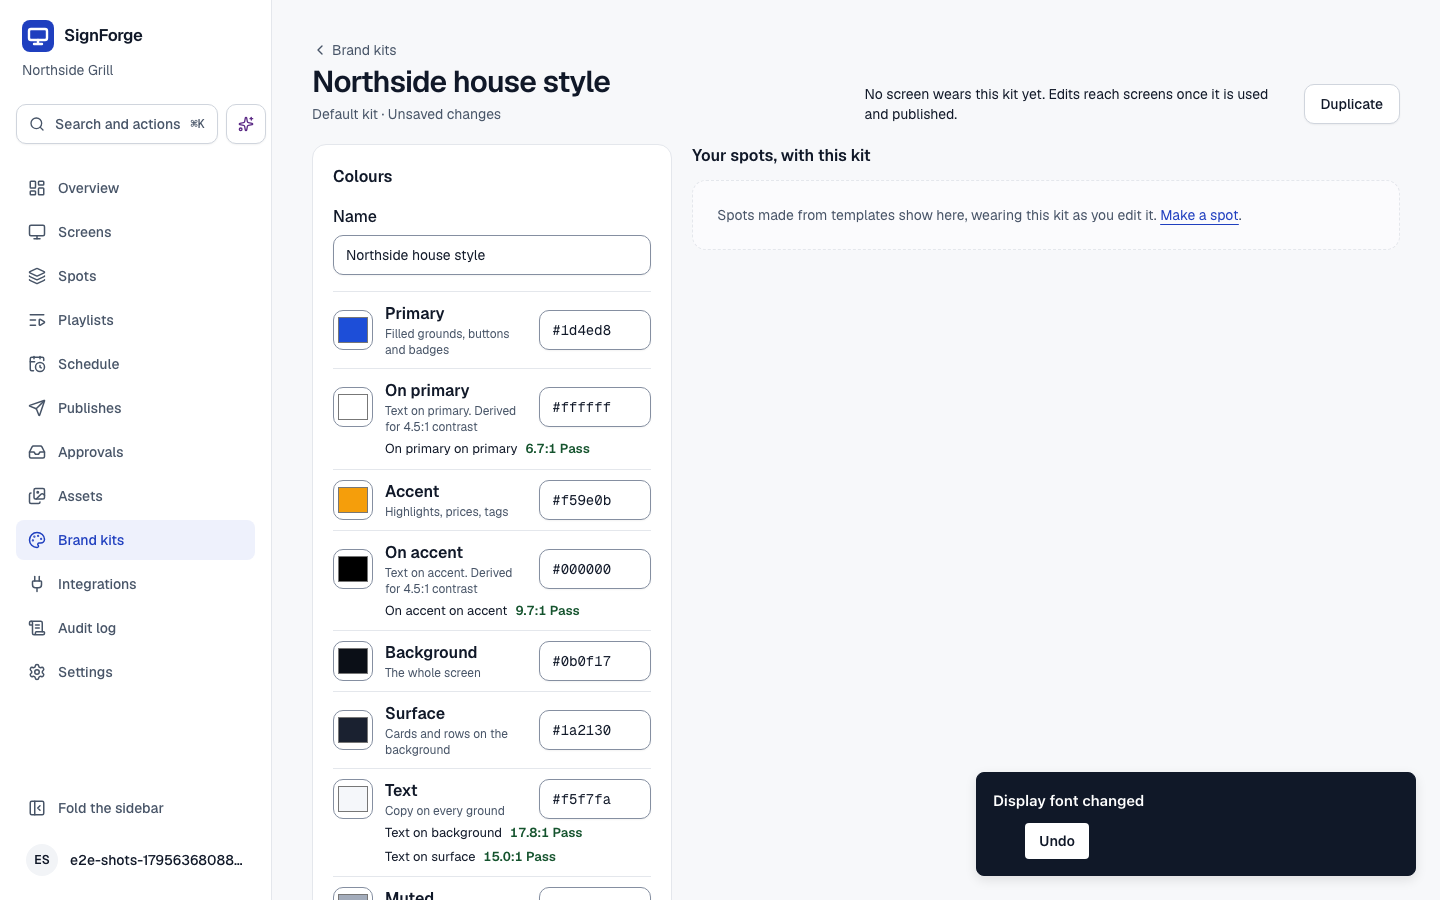 SignForge
Northside Grill
Search and actions ⌘K
Overview
Screens
Spots
Playlists
Schedule
Publishes
Approvals
Assets
Brand kits
Integrations
Audit log
Settings
Fold the sidebar
ES e2e-shots-17956368088...
Brand kits
Northside house style
Default kit · Unsaved changes
No screen wears this kit yet. Edits reach screens once it is used
and published.
Duplicate
Colours
Name
Northside house style
Primary
Filled grounds, buttons
and badges
#1d4ed8
On primary
Text on primary. Derived
for 4.5:1 contrast
#ffffff
On primary on primary 6.7:1 Pass
Accent
Highlights, prices, tags
#f59e0b
On accent
Text on accent. Derived
for 4.5:1 contrast
#000000
On accent on accent 9.7:1 Pass
Background
The whole screen
#0b0f17
Surface
Cards and rows on the
background
#1a2130
Text
Copy on every ground
#f5f7fa
Text on background 17.8:1 Pass
Text on surface 15.0:1 Pass
Muted
Your spots, with this kit
Spots made from templates show here, wearing this kit as you edit it. Make a spot.
Display font changed
Undo